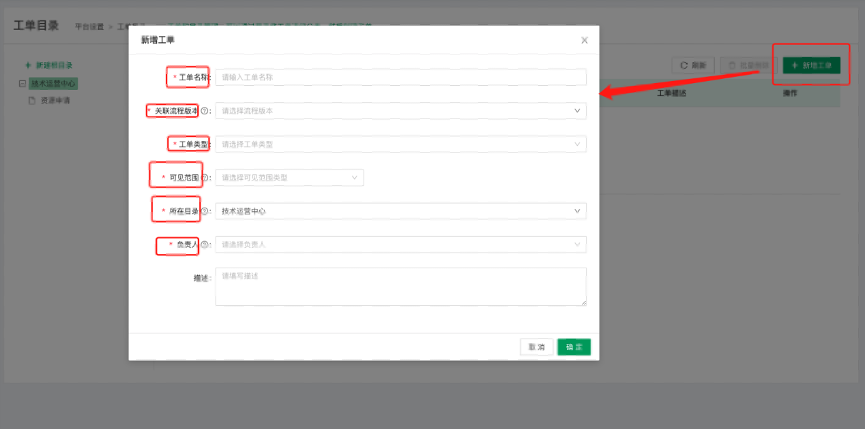 工单目录 平台设置 >
新增工单
+ 新建根目录
刷新 批量删除 + 新增工单
* 工单名称: 请输入工单名称
技术运营中心
工单描述 操作
资源申请
* 关联流程版本 : 请选择流程版本
* 工单类型: 请选择工单类型
* 可见范围 : 请选择可见范围类型
* 所在目录 : 技术运营中心
* 负责人 : 请选择负责人
描述: 请填写描述
取消 确定